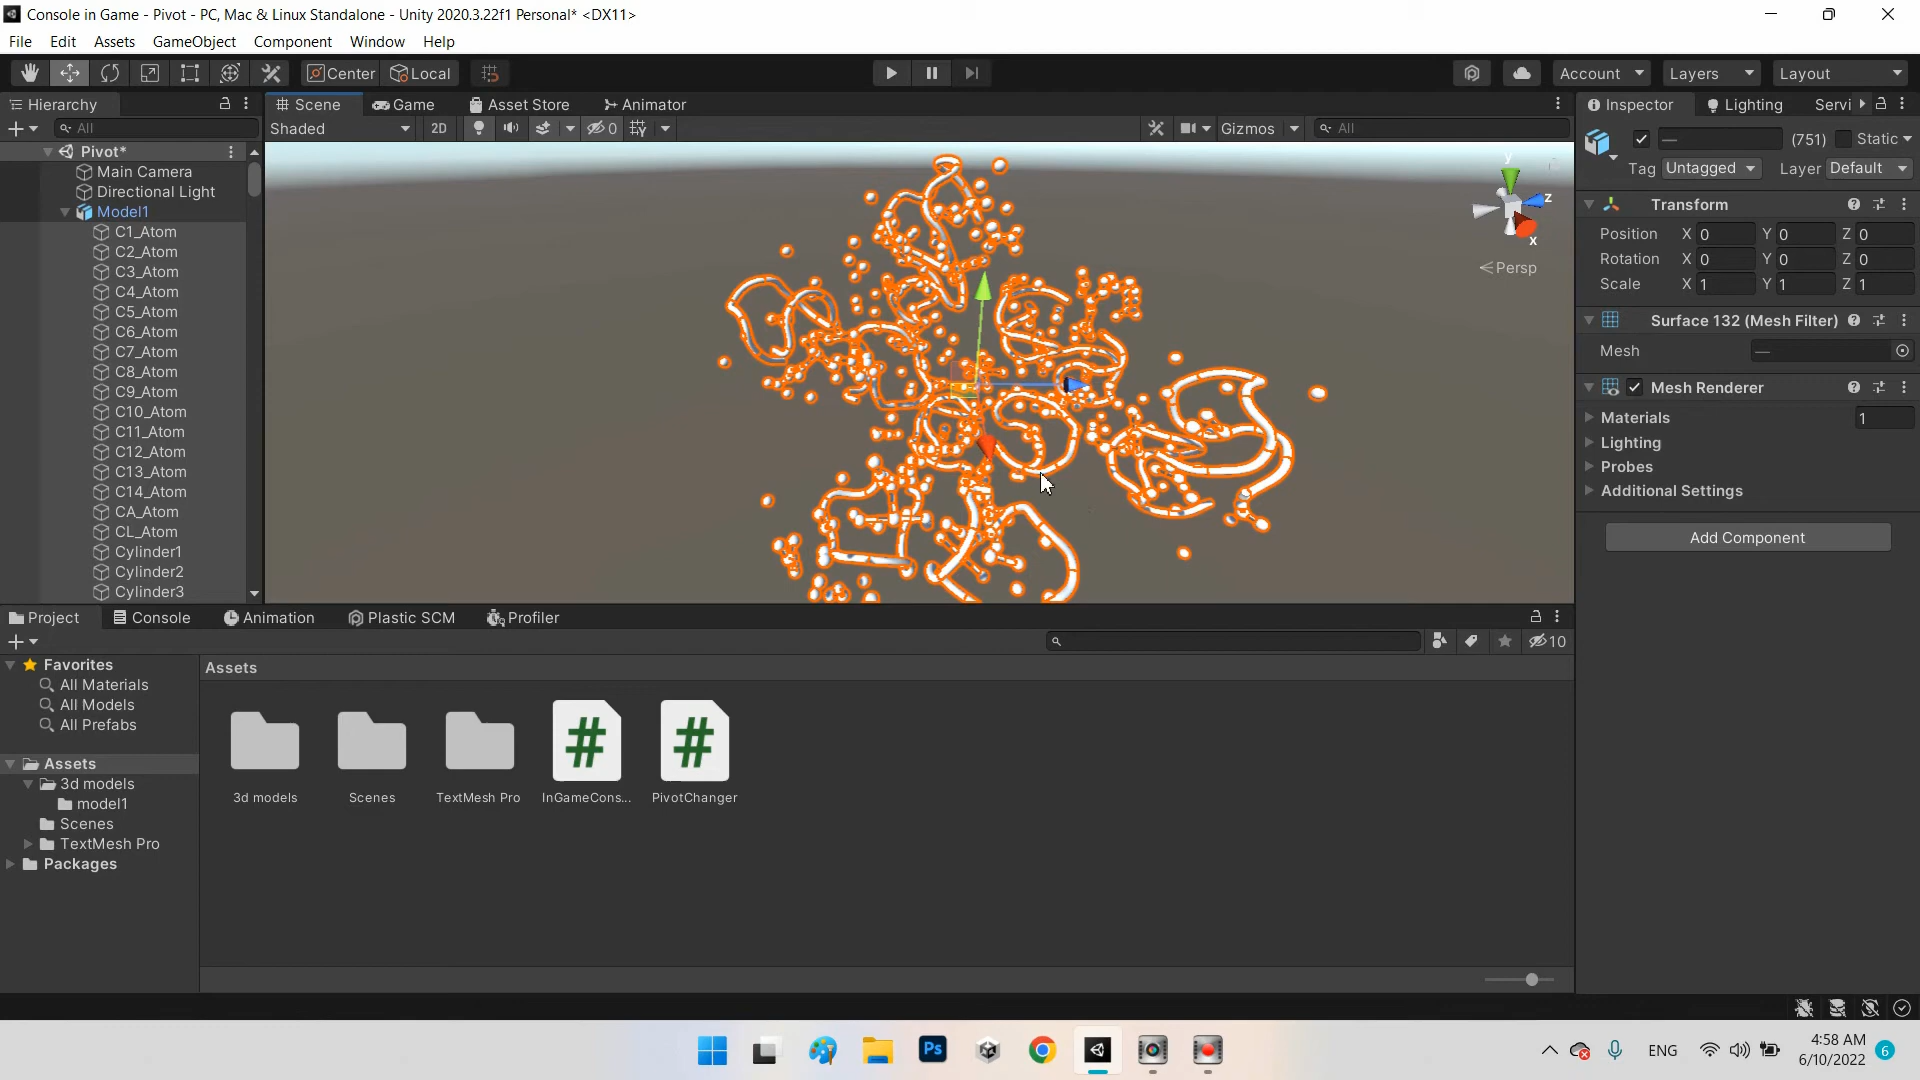 Console in Game - Pivot - PC, Mac & Linux Standalone - Unity 2020.3.22f1 Personal* <DX11>
File Edit Assets GameObject Component Window Help
Center Local Account Layers Layout
Hierarchy
Scene Game Asset Store Animator
Inspector Lighting Servi
All
Shaded 2D 0 Gizmos All
— (751) Static
Tag Untagged Layer Default
Pivot*
Main Camera
Directional Light
Model1
C1_Atom
C2_Atom
C3_Atom
C4_Atom
C5_Atom
C6_Atom
C7_Atom
C8_Atom
C9_Atom
C10_Atom
C11_Atom
C12_Atom
C13_Atom
C14_Atom
CA_Atom
CL_Atom
Cylinder1
Cylinder2
Cylinder3
y
z
x
Persp
Transform
Position X 0 Y 0 Z 0
Rotation X 0 Y 0 Z 0
Scale X 1 Y 1 Z 1
Surface 132 (Mesh Filter)
Mesh —
Mesh Renderer
Materials 1
Lighting
Probes
Additional Settings
Add Component
Project Console Animation Plastic SCM Profiler
10
Favorites
All Materials
All Models
All Prefabs
Assets
3d models
model1
Scenes
TextMesh Pro
Packages
Assets
3d models Scenes TextMesh Pro InGameCons... PivotChanger
Ps
ENG
4:58 AM
6/10/2022
6